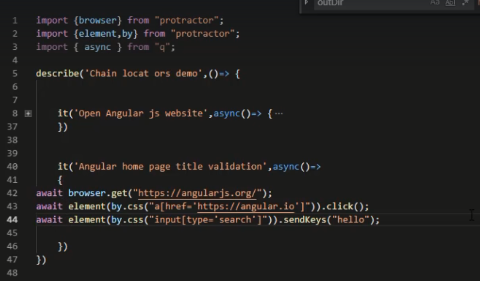 outDir
1 import {browser} from "protractor";
2 import {element,by} from "protractor";
3 import { async } from "q";
4
5 describe('Chain locat ors demo',()=> {
6
7
8 it('Open Angular js website',async()=> {…
37 })
38
39
40 it('Angular home page title validation',async()=>
41 {
42 await browser.get("https://angularjs.org/");
43 await element(by.css("a[href='https://angular.io']")).click();
44 await element(by.css("input[type='search']")).sendKeys("hello");
45
46 })
47 })
48